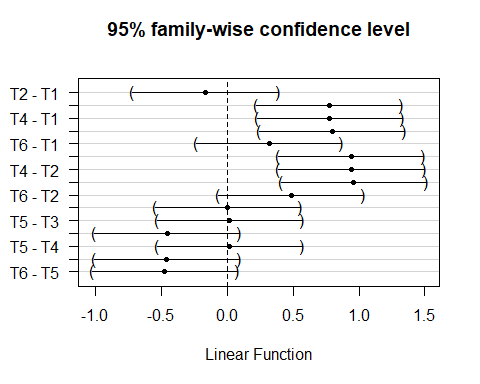 95% family-wise confidence level
T2 - T1
T4 - T1
T6 - T1
T4 - T2
T6 - T2
T5 - T3
T5 - T4
T6 - T5
-1.0 -0.5 0.0 0.5 1.0 1.5
Linear Function